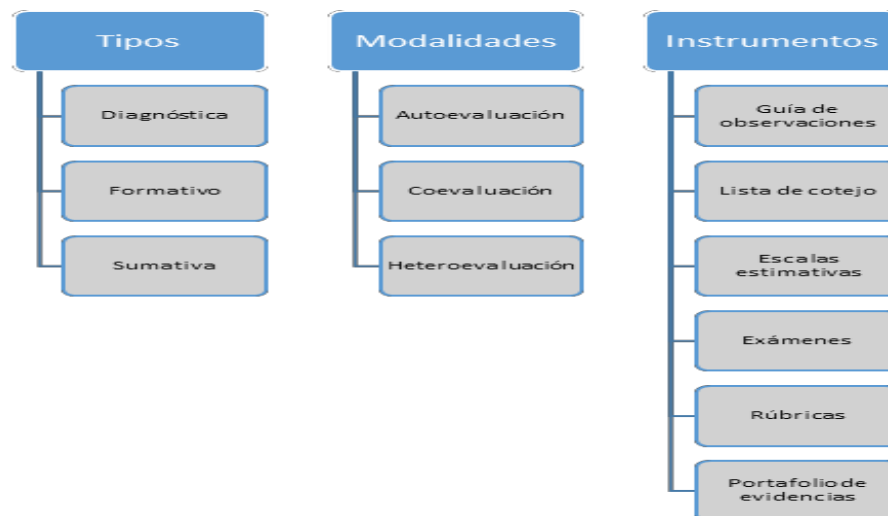 Tipos
Diagnóstica
Formativo
Sumativa
Modalidades
Autoevaluación
Coevaluación
Heteroevaluación
Instrumentos
Guía de
observaciones
Lista de cotejo
Escalas
estimativas
Exámenes
Rúbricas
Portafolio de
evidencias